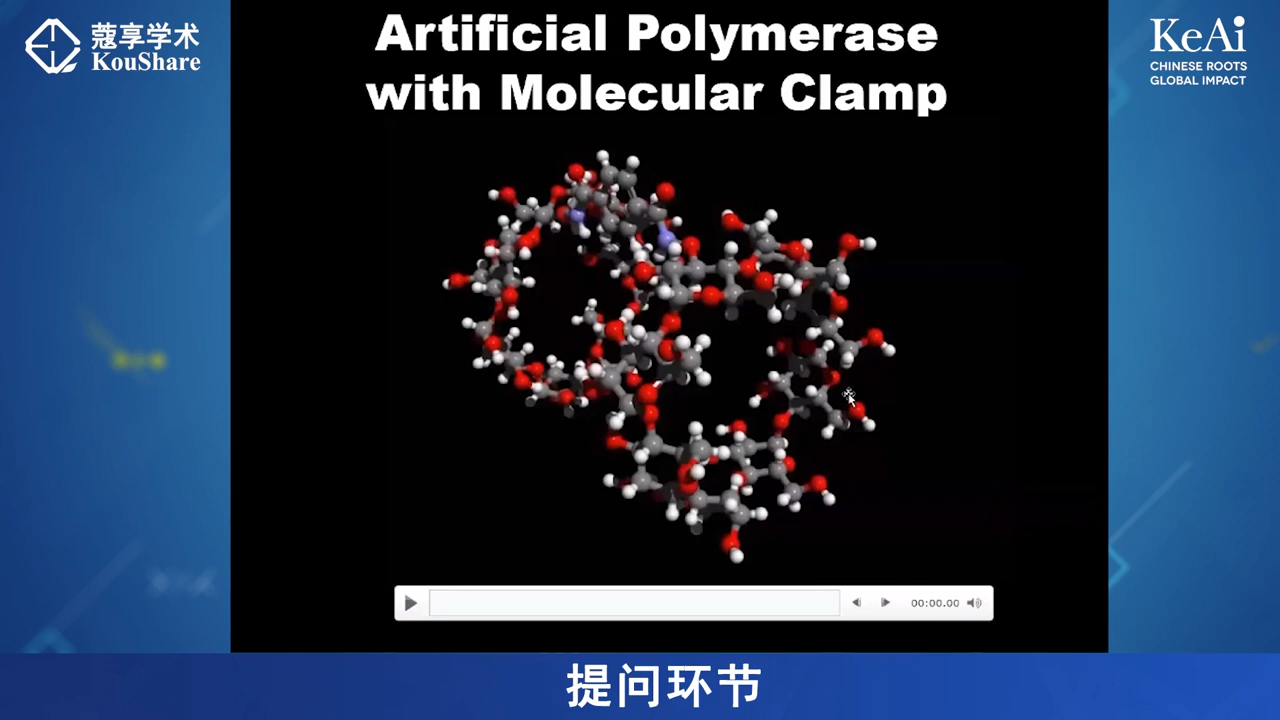 蔻享学术
KouShare
Artificial Polymerase
with Molecular Clamp
KeAi
CHINESE ROOTS
GLOBAL IMPACT
00:00.00
提问环节